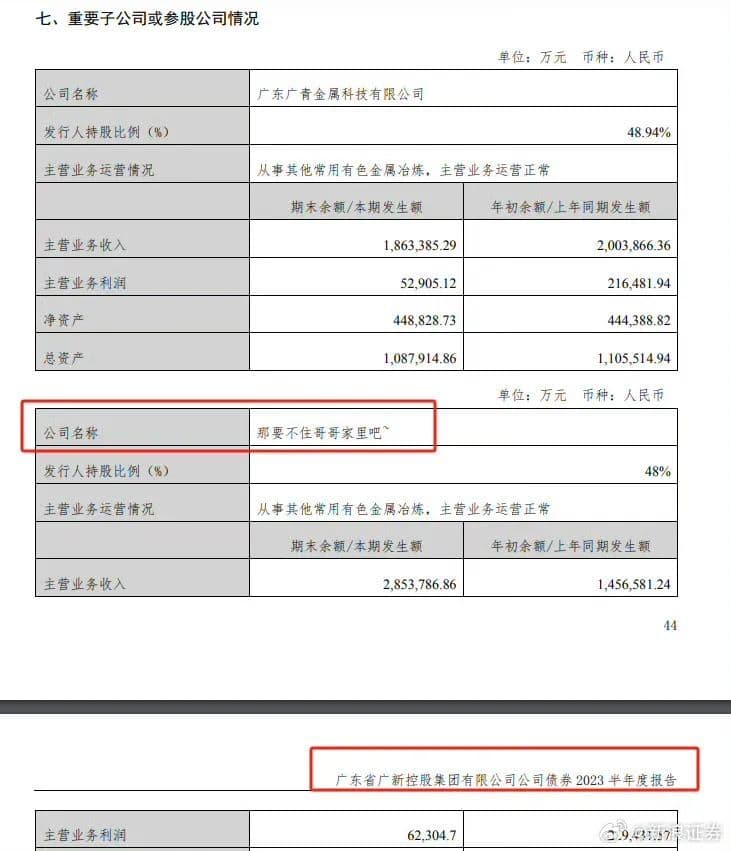 七、重要子公司或参股公司情况
单位：万元 币种：人民币
公司名称 广东广青金属科技有限公司
发行人持股比例（%） 48.94%
主营业务运营情况 从事其他常用有色金属冶炼，主营业务运营正常
期末余额/本期发生额 年初余额/上年同期发生额
主营业务收入 1,863,385.29 2,003,866.36
主营业务利润 52,905.12 216,481.94
净资产 448,828.73 444,388.82
总资产 1,087,914.86 1,105,514.94
单位：万元 币种：人民币
公司名称 那要不住哥哥家里吧~
发行人持股比例（%） 48%
主营业务运营情况 从事其他常用有色金属冶炼，主营业务运营正常
期末余额/本期发生额 年初余额/上年同期发生额
主营业务收入 2,853,786.86 1,456,581.24
44
广东省广新控股集团有限公司公司债券 2023 半年度报告
主营业务利润 62,304.7
@新浪证券